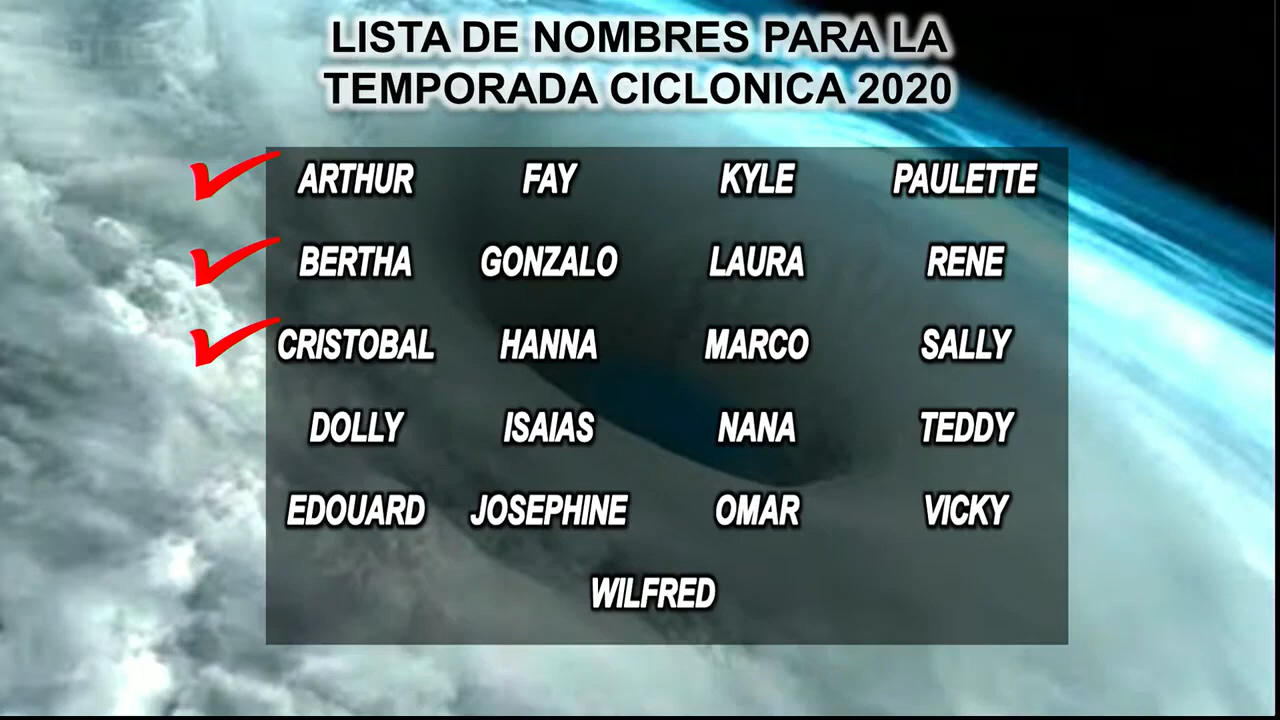 LISTA DE NOMBRES PARA LA
TEMPORADA CICLONICA 2020
ARTHUR FAY KYLE PAULETTE
BERTHA GONZALO LAURA RENE
CRISTOBAL HANNA MARCO SALLY
DOLLY ISAIAS NANA TEDDY
EDOUARD JOSEPHINE OMAR VICKY
WILFRED